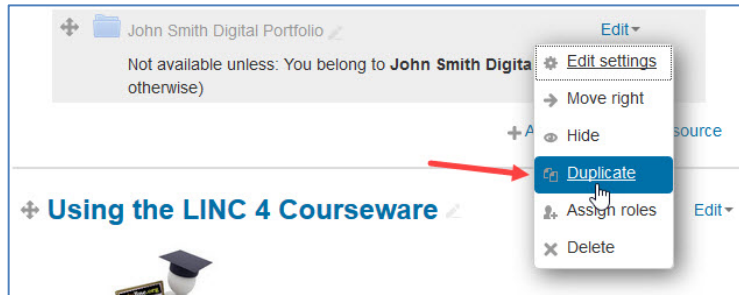 John Smith Digital Portfolio
Edit
Not available unless: You belong to John Smith Digita
otherwise)
Edit settings
Move right
Hide
Duplicate
Assign roles
Delete
source
Using the LINC 4 Courseware
Edit